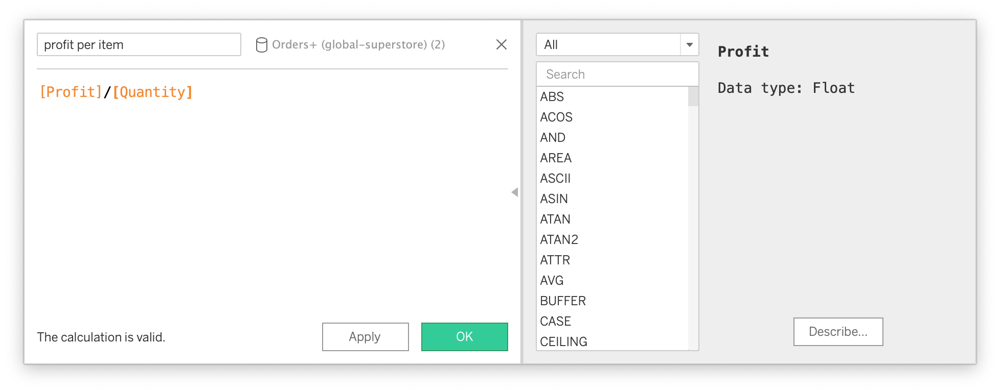 profit per item
Orders+ (global-superstore) (2)
[Profit]/[Quantity]
The calculation is valid.
Apply
OK
All
Search
ABS
ACOS
AND
AREA
ASCII
ASIN
ATAN
ATAN2
ATTR
AVG
BUFFER
CASE
CEILING
Profit
Data type: Float
Describe...